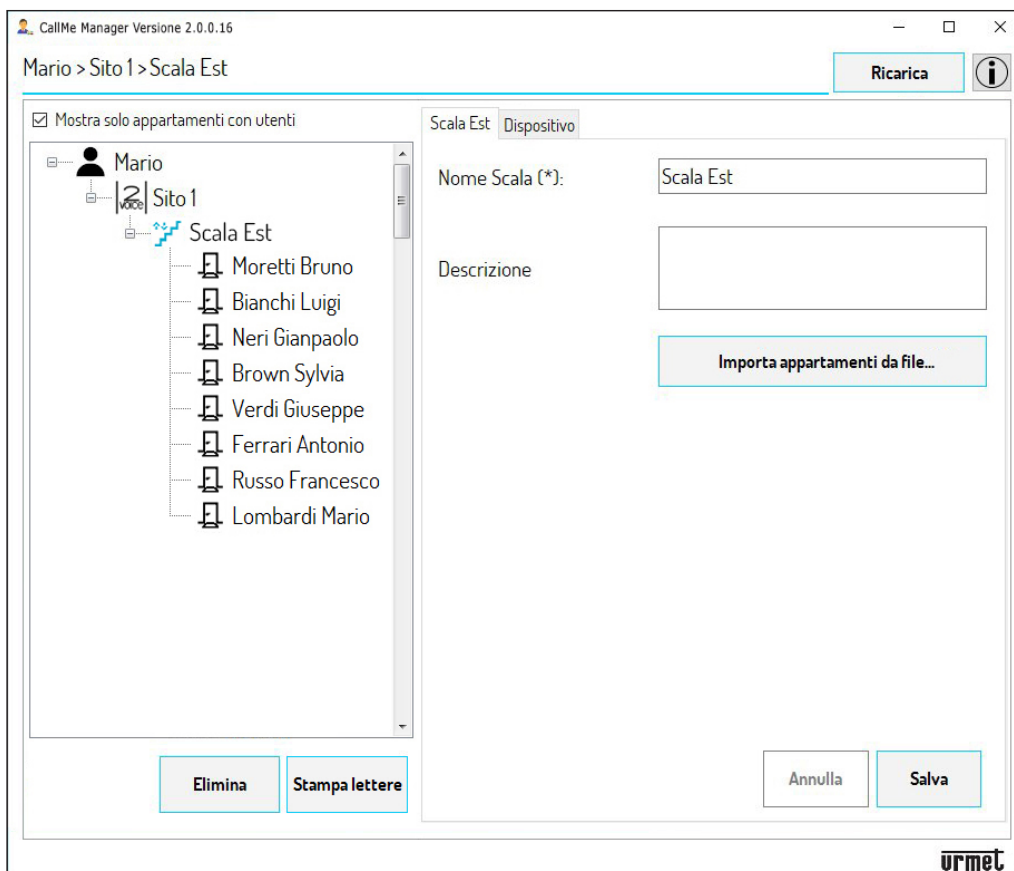 CallMe Manager Versione 2.0.0.16
Mario > Sito 1 > Scala Est
Ricarica
Mostra solo appartamenti con utenti
Mario
2 VOICE Sito 1
Scala Est
Moretti Bruno
Bianchi Luigi
Neri Gianpaolo
Brown Sylvia
Verdi Giuseppe
Ferrari Antonio
Russo Francesco
Lombardi Mario
Elimina
Stampa lettere
Scala Est
Dispositivo
Nome Scala (*):
Scala Est
Descrizione
Importa appartamenti da file...
Annulla
Salva
urmet